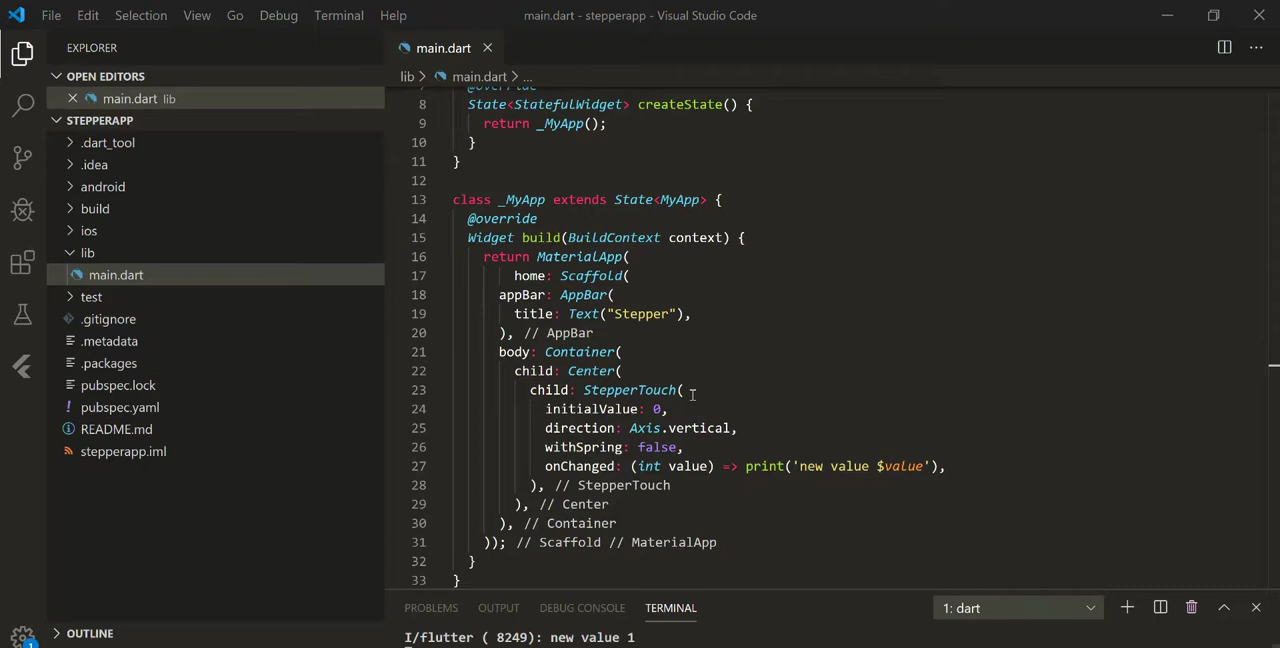 File Edit Selection View Go Debug Terminal Help main.dart - stepperapp - Visual Studio Code
EXPLORER
OPEN EDITORS
main.dart lib
STEPPERAPP
.dart_tool
.idea
android
build
ios
lib
main.dart
test
.gitignore
.metadata
.packages
pubspec.lock
pubspec.yaml
README.md
stepperapp.iml
OUTLINE
1
main.dart
lib > main.dart > ...
7 @override
8 State<StatefulWidget> createState() {
9 return _MyApp();
10 }
11 }
12
13 class _MyApp extends State<MyApp> {
14 @override
15 Widget build(BuildContext context) {
16 return MaterialApp(
17 home: Scaffold(
18 appBar: AppBar(
19 title: Text("Stepper"),
20 ), // AppBar
21 body: Container(
22 child: Center(
23 child: StepperTouch(
24 initialValue: 0,
25 direction: Axis.vertical,
26 withSpring: false,
27 onChanged: (int value) => print('new value $value'),
28 ), // StepperTouch
29 ), // Center
30 ), // Container
31 )); // Scaffold // MaterialApp
32 }
33 }
PROBLEMS OUTPUT DEBUG CONSOLE TERMINAL 1: dart
I/flutter ( 8249): new value 1